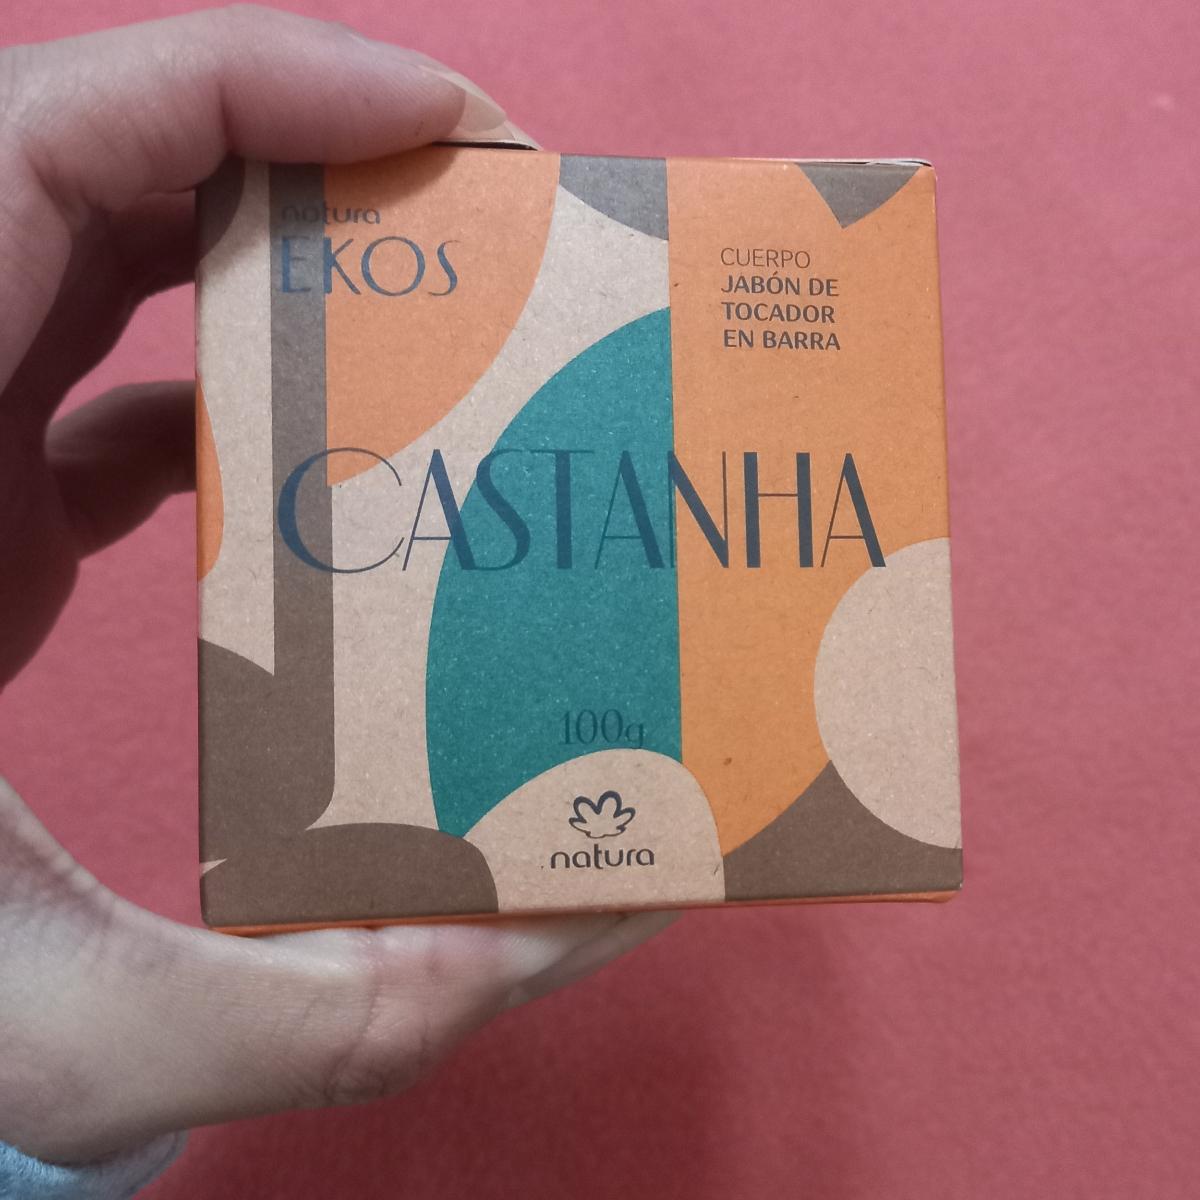 natura
EKOS
CUERPO
JABÓN DE
TOCADOR
EN BARRA
CASTANHA
100g
natura